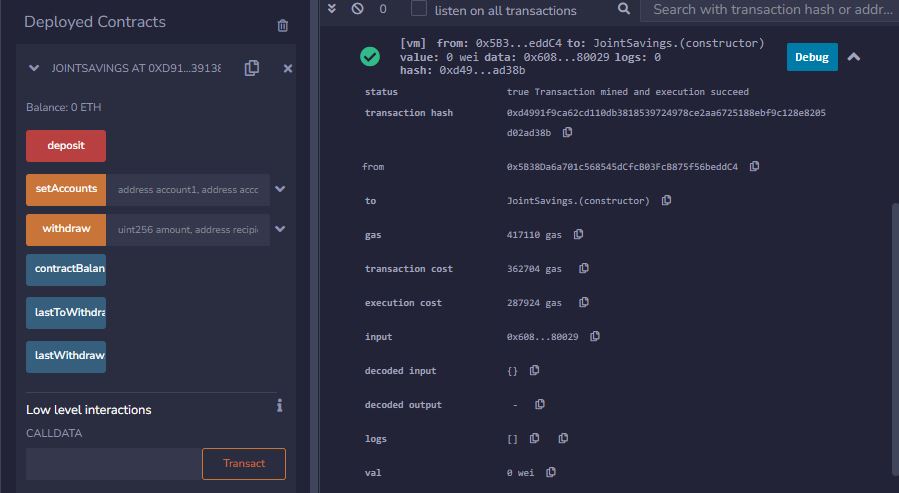 Deployed Contracts
JOINTSAVINGS AT 0XD91...39138
Balance: 0 ETH
deposit
setAccounts
address account1, address acco
withdraw
uint256 amount, address recipie
contractBalan
lastToWithdra
lastWithdraw
Low level interactions
i
CALLDATA
Transact
0
listen on all transactions
Search with transaction hash or addr...
[vm] from: 0x5B3...eddC4 to: JointSavings.(constructor)
value: 0 wei data: 0x608...80029 logs: 0
hash: 0xd49...ad38b
Debug
status true Transaction mined and execution succeed
transaction hash 0xd4991f9ca62cd110db3818539724978ce2aa6725188ebf9c128e8205
d02ad38b
from 0x5B38Da6a701c568545dCfcB03FcB875f56beddC4
to JointSavings.(constructor)
gas 417110 gas
transaction cost 362704 gas
execution cost 287924 gas
input 0x608...80029
decoded input {}
decoded output -
logs []
val 0 wei